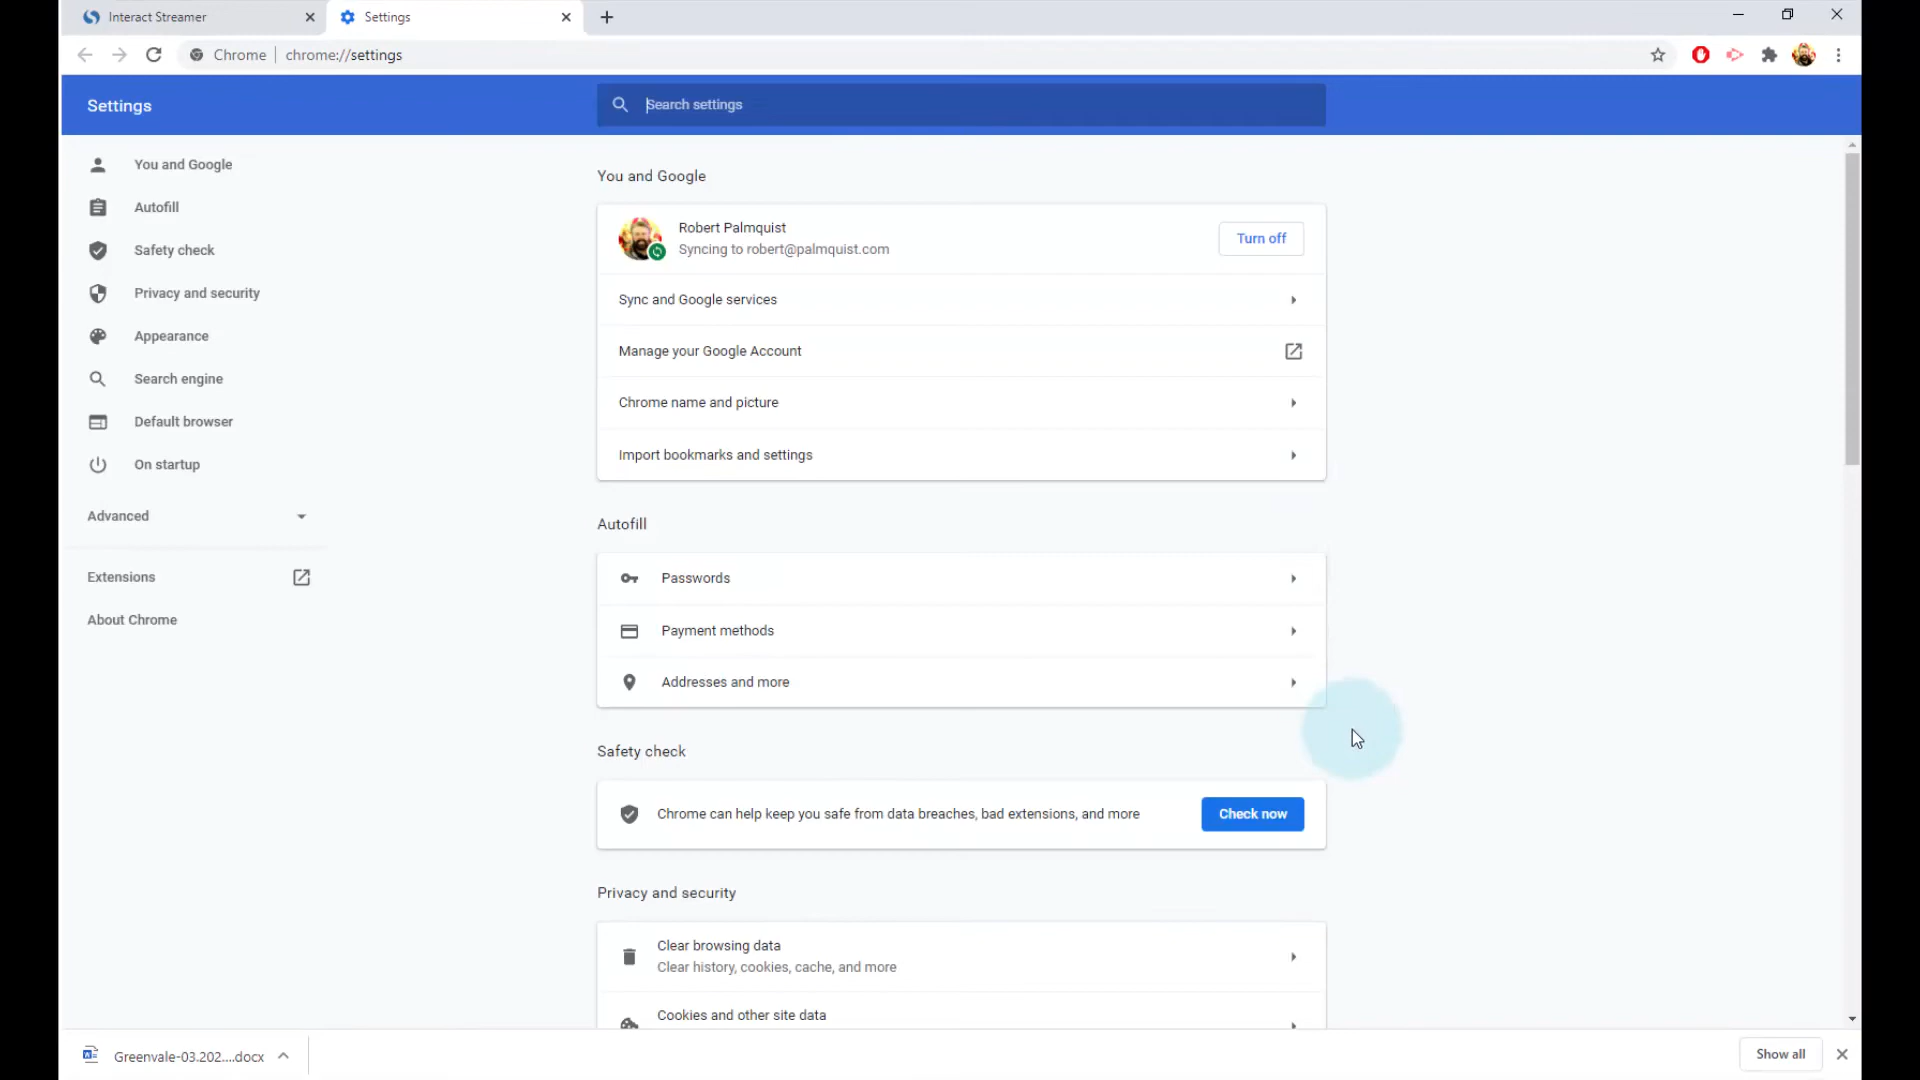 Interact Streamer
Settings
Chrome
chrome://settings
Settings
Search settings
You and Google
Autofill
Safety check
Privacy and security
Appearance
Search engine
Default browser
On startup
Advanced
Extensions
About Chrome
You and Google
Robert Palmquist
Syncing to robert@palmquist.com
Turn off
Sync and Google services
Manage your Google Account
Chrome name and picture
Import bookmarks and settings
Autofill
Passwords
Payment methods
Addresses and more
Safety check
Chrome can help keep you safe from data breaches, bad extensions, and more
Check now
Privacy and security
Clear browsing data
Clear history, cookies, cache, and more
Cookies and other site data
Greenvale-03.202....docx
Show all